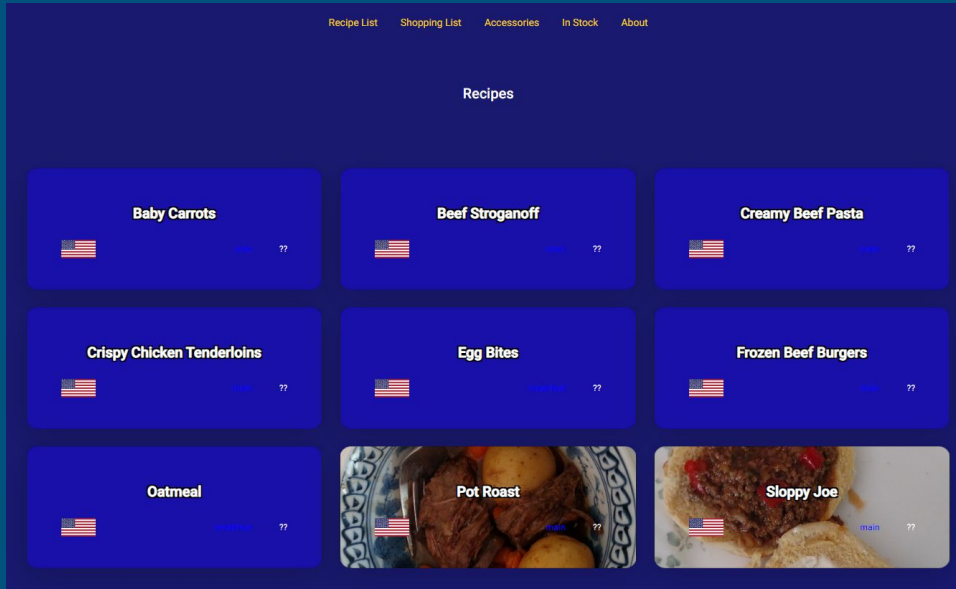 Recipe List Shopping List Accessories In Stock About
Recipes
Baby Carrots
??
Beef Stroganoff
??
Creamy Beef Pasta
??
Crispy Chicken Tenderloins
??
Egg Bites
??
Frozen Beef Burgers
??
Oatmeal
??
Pot Roast
main ??
Sloppy Joe
main ??